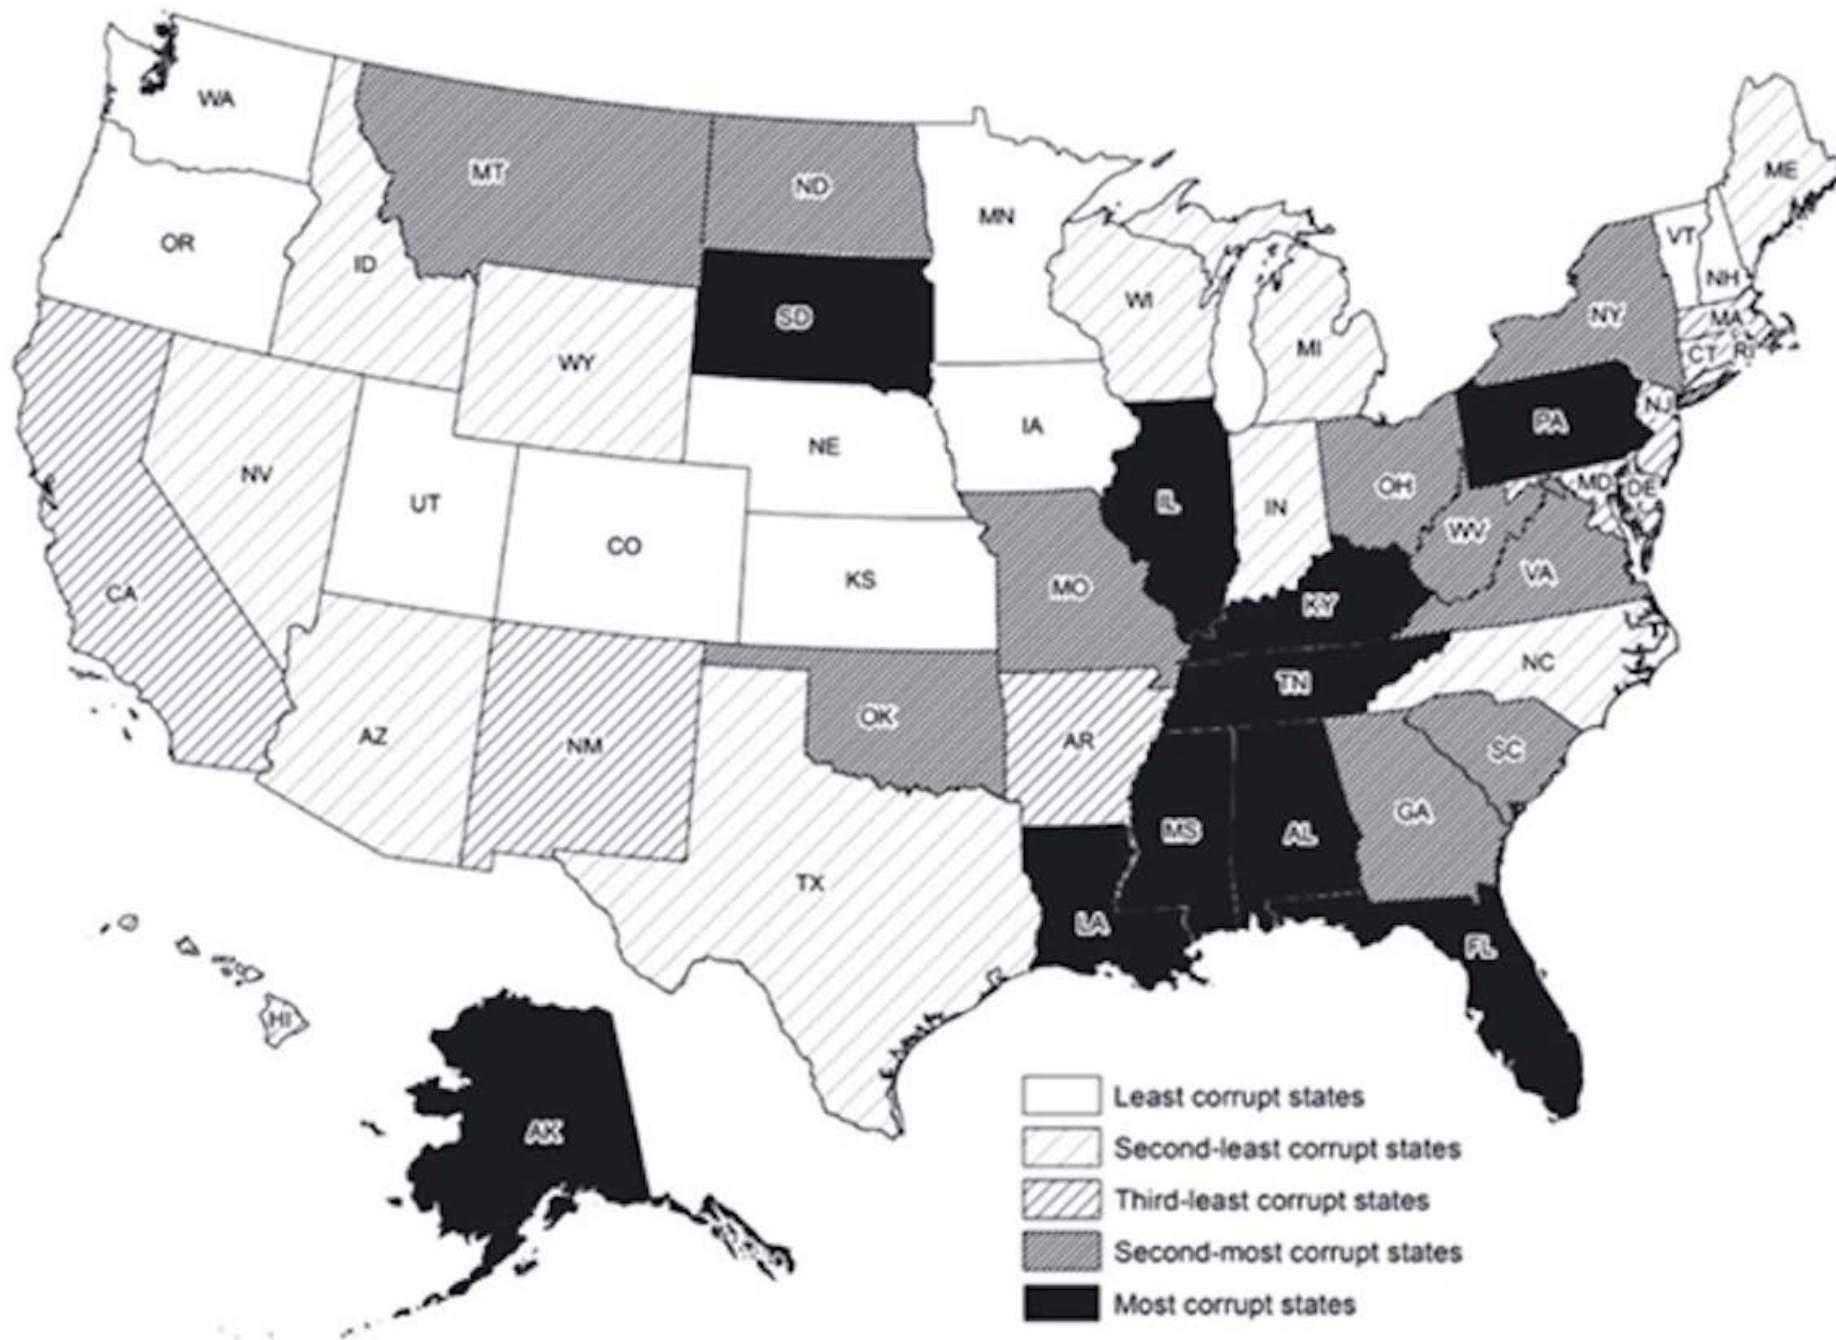 WA
MT
ND
MN
ME
OR
ID
VT
NH
WI
NY
MA
SD
MI
CT
RI
WY
NJ
IA
PA
NE
NV
UT
IL
IN
OH
MD
DE
CO
WV
KS
MO
VA
CA
KY
NC
TN
OK
AZ
NM
AR
SC
GA
MS
AL
TX
LA
FL
HI
AK
Least corrupt states
Second-least corrupt states
Third-least corrupt states
Second-most corrupt states
Most corrupt states